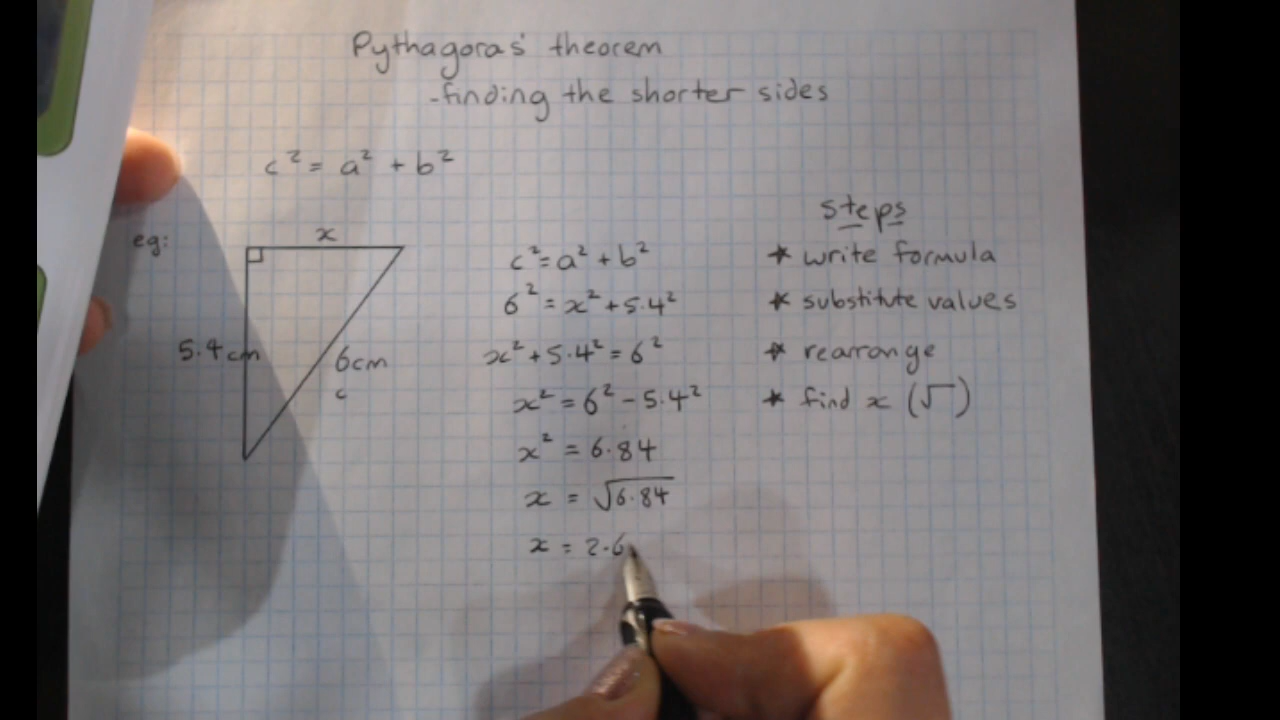 Pythagoras' theorem
-finding the shorter sides
c² = a² + b²
eg:
x
5.4cm
6cm
c
c² = a² + b²
6² = x² + 5.4²
x² + 5.4² = 6²
x² = 6² - 5.4²
x² = 6.84
x = √6.84
x = 2.6
steps
* write formula
* substitute values
* rearrange
* find x (√)